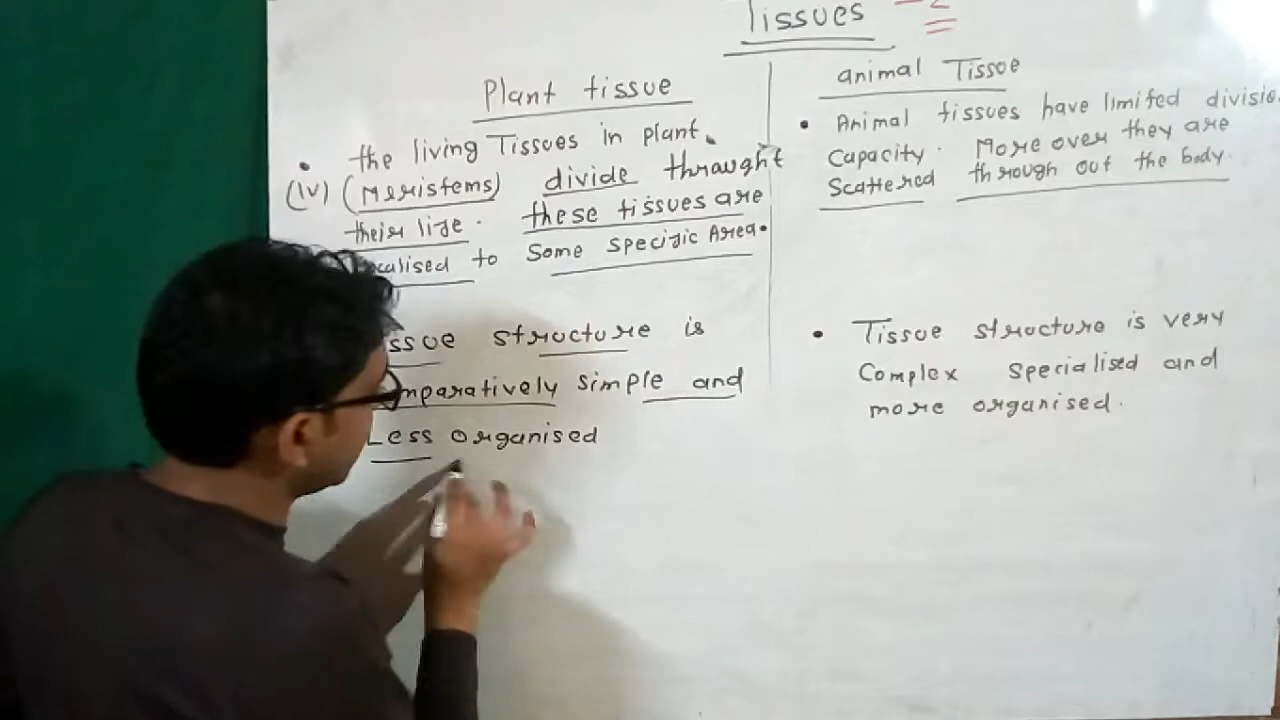 Tissues
Plant tissue
• the living Tissues in plant.
(iv) (Meristems) divide throught
their life. these tissues are
localised to Some specific Area.
Tissue structure is
comparatively simple and
Less organised
animal Tissue
• Animal tissues have limited divisio
Capacity. More over they are
Scattered through out the body.
• Tissue structure is very
Complex specialised and
more organised.